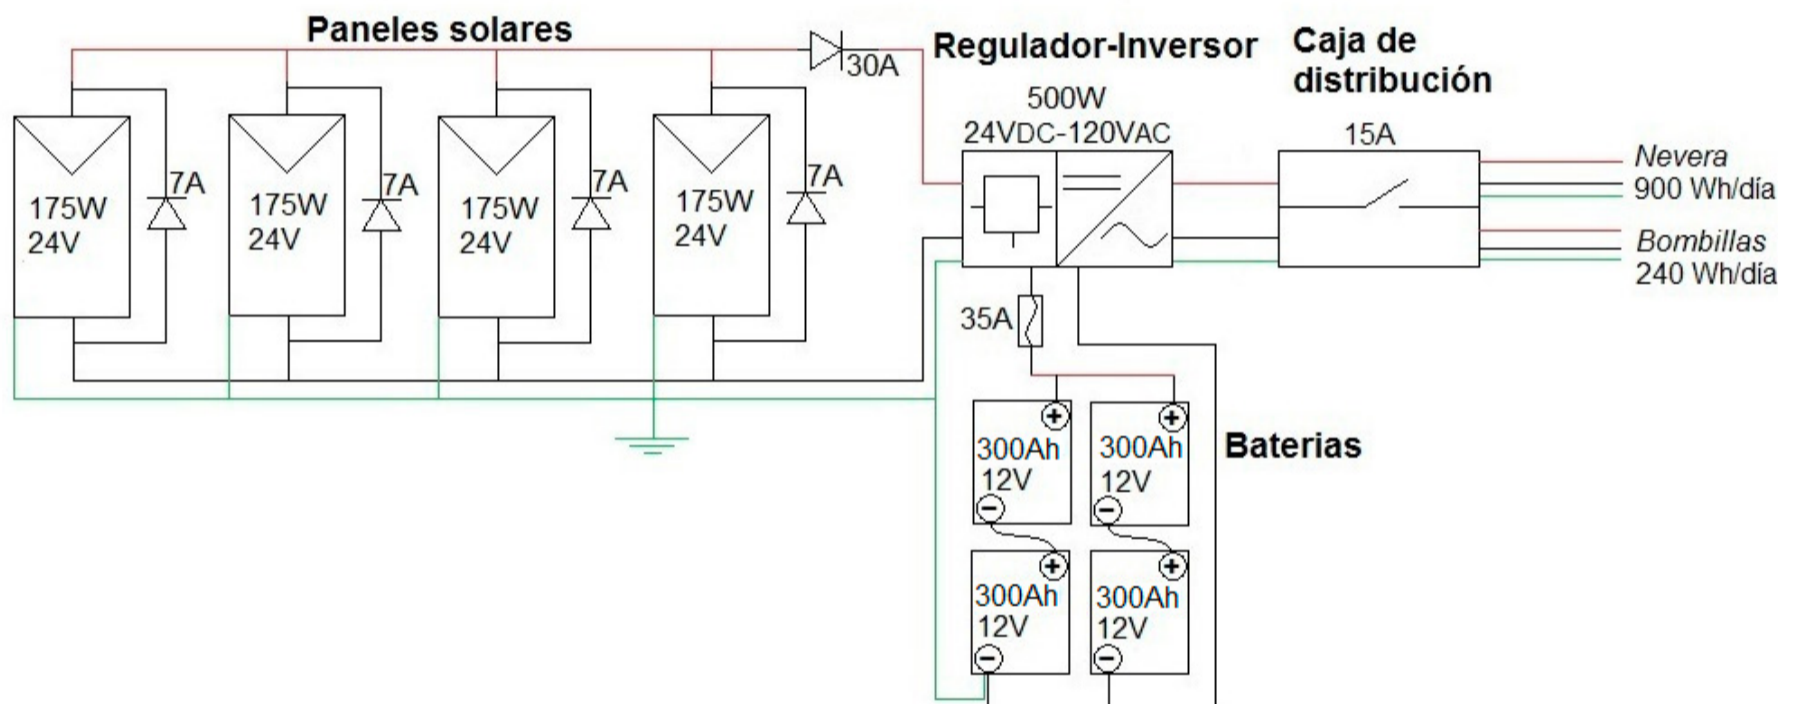 Paneles solares
30A
Regulador-Inversor
500W
24VDC-120VAC
Caja de
distribución
15A
Nevera
900 Wh/día
Bombillas
240 Wh/día
175W
24V
7A
175W
24V
7A
175W
24V
7A
175W
24V
7A
35A
Baterias
300Ah
12V
300Ah
12V
300Ah
12V
300Ah
12V